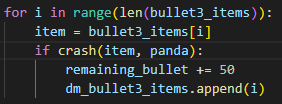 for i in range(len(bullet3_items)):
    item = bullet3_items[i]
    if crash(item, panda):
        remaining_bullet += 50
        dm_bullet3_items.append(i)